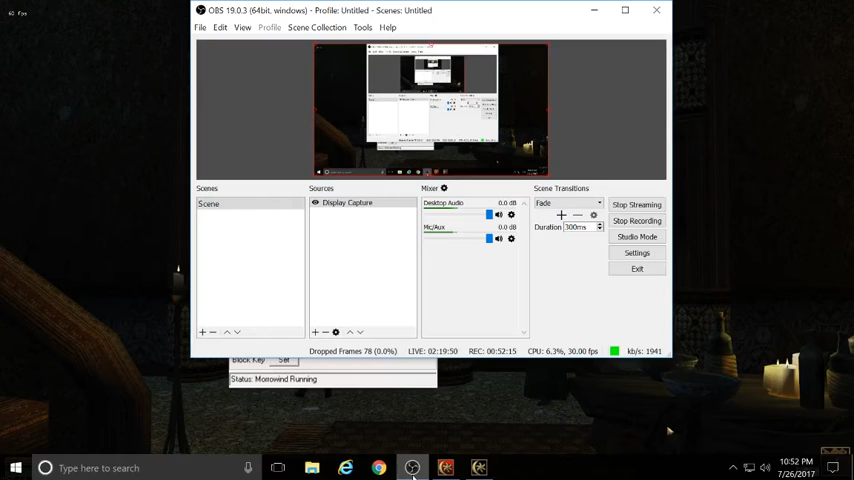 60 fps
OBS 19.0.3 (64bit, windows) - Profile: Untitled - Scenes: Untitled
File Edit View Profile Scene Collection Tools Help
Scenes Sources Mixer Scene Transitions
Scene
Display Capture
Desktop Audio 0.0 dB
Mic/Aux 0.0 dB
Fade
Duration 300ms
Stop Streaming
Stop Recording
Studio Mode
Settings
Exit
Dropped Frames 78 (0.0%) LIVE: 02:19:50 REC: 00:52:15 CPU: 6.3%, 30.00 fps kb/s: 1941
Block Key Set
Status: Morrowind Running
Type here to search
10:52 PM
7/26/2017